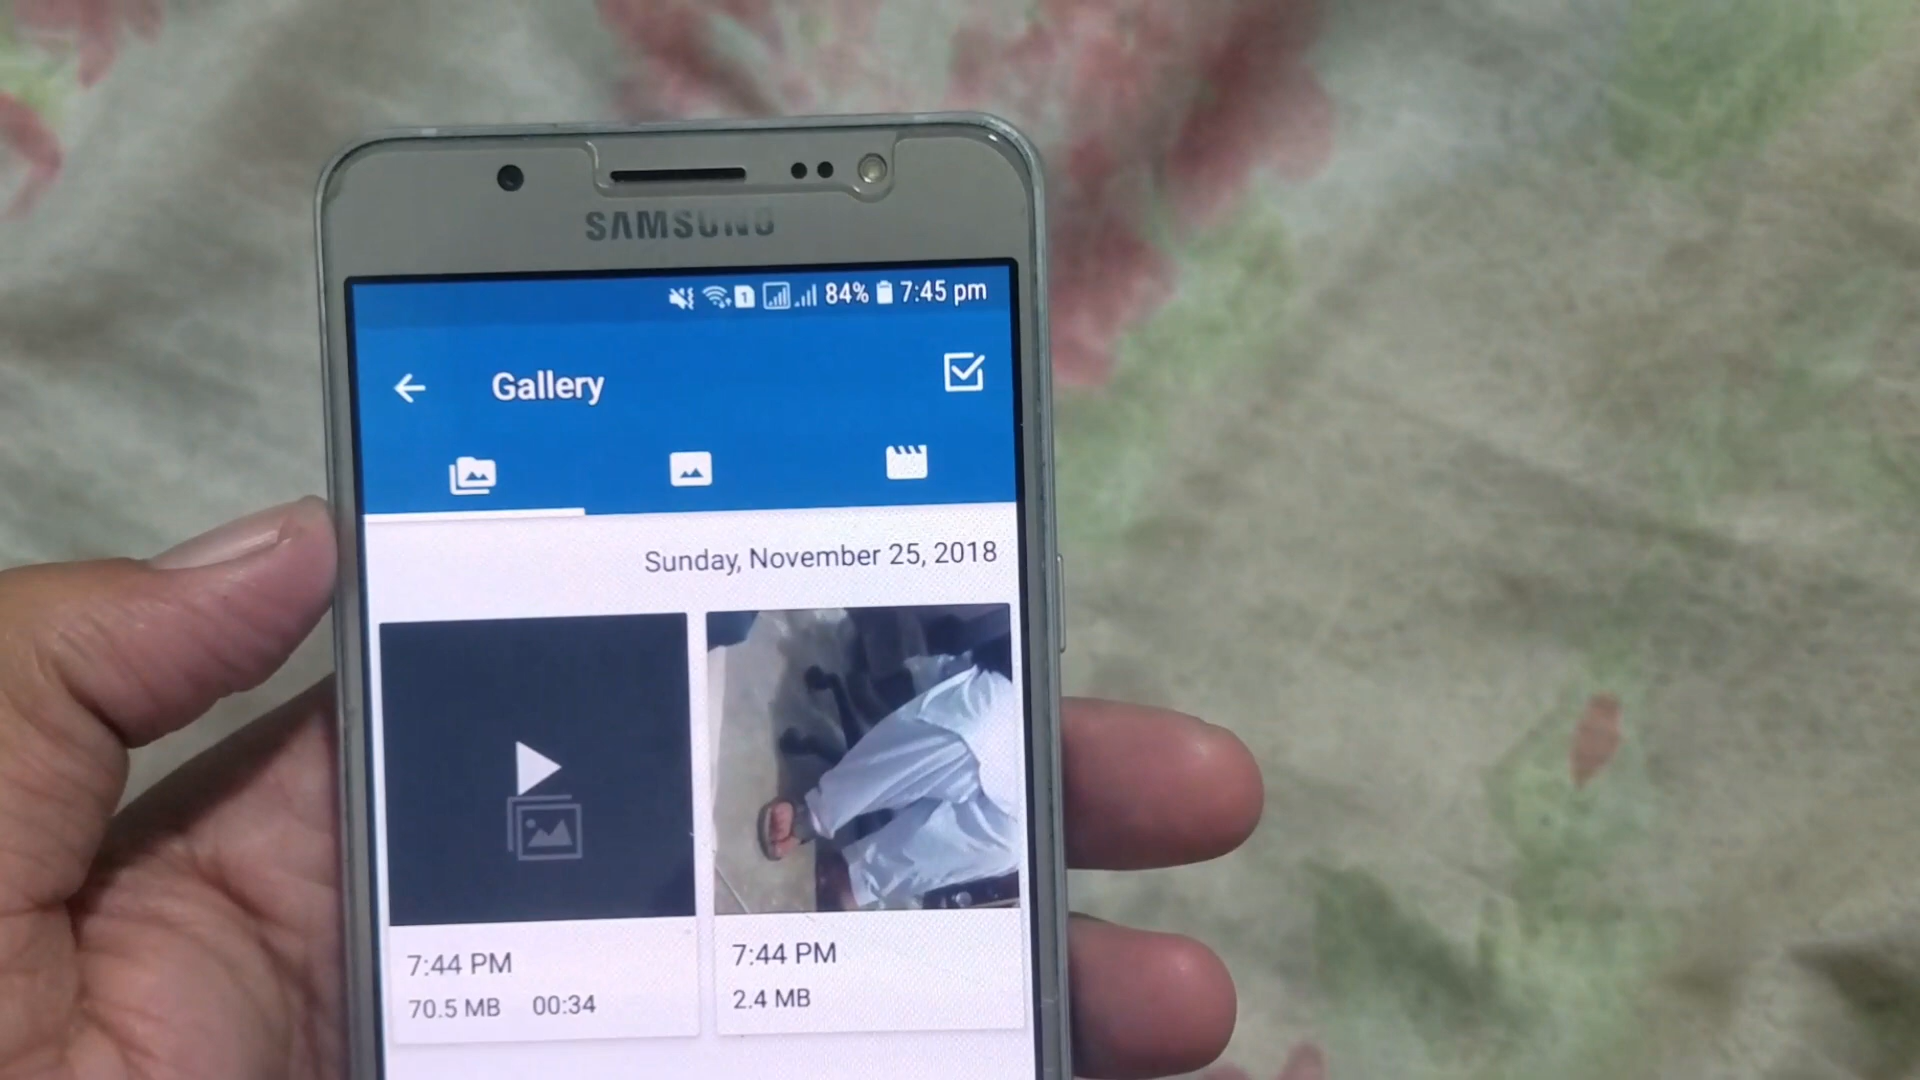 SAMSUNG
1 84% 7:45 pm
Gallery
Sunday, November 25, 2018
7:44 PM
70.5 MB 00:34
7:44 PM
2.4 MB